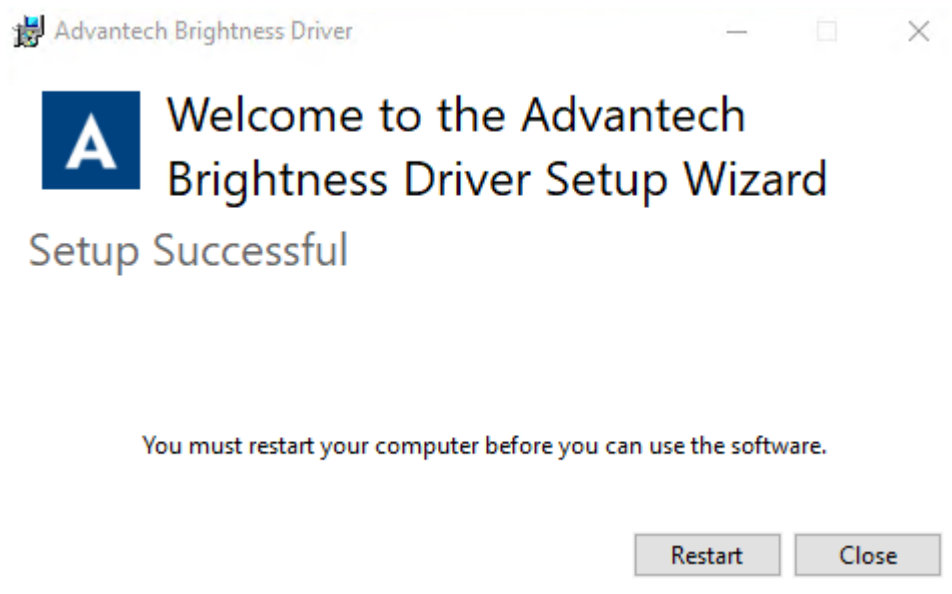 Advantech Brightness Driver
A
Welcome to the Advantech
Brightness Driver Setup Wizard
Setup Successful
You must restart your computer before you can use the software.
Restart
Close